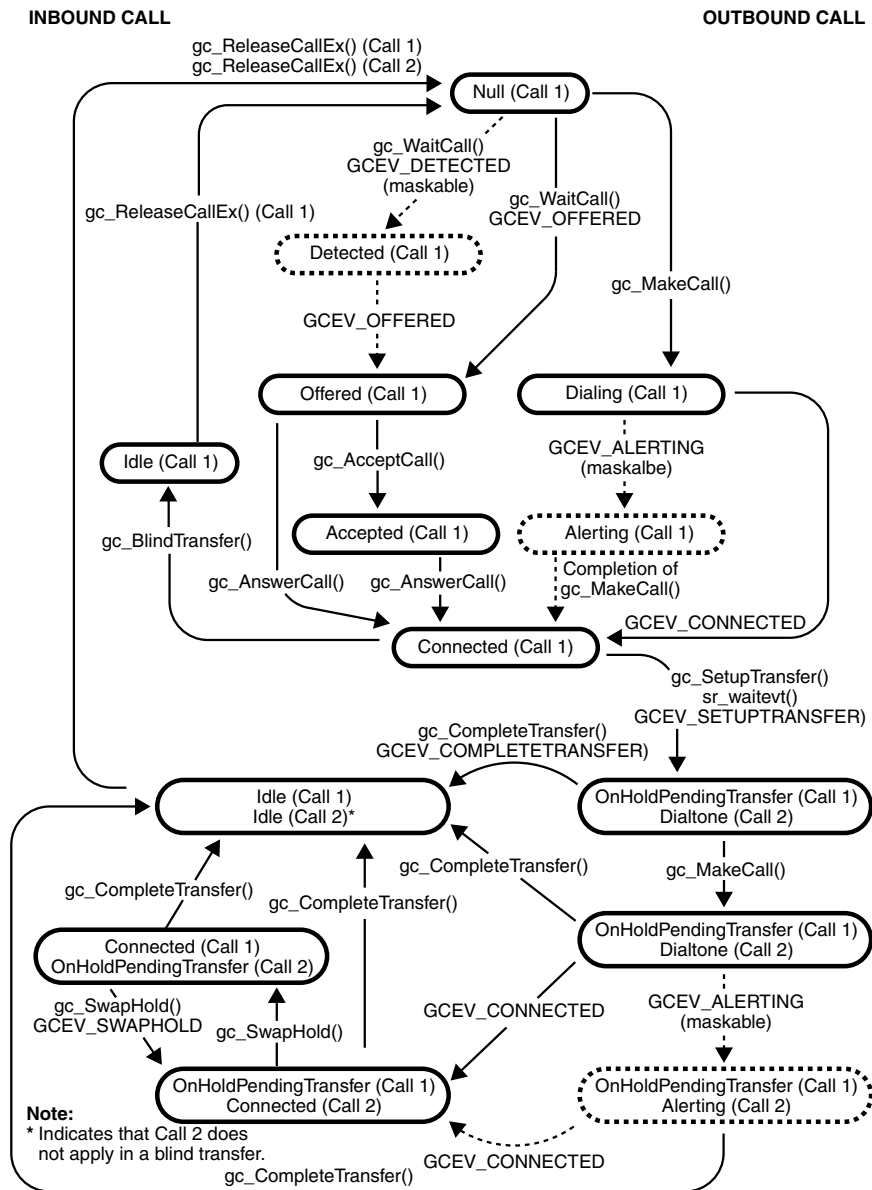 INBOUND CALL
OUTBOUND CALL
gc_ReleaseCallEx() (Call 1)
gc_ReleaseCallEx() (Call 2)
Null (Call 1)
gc_WaitCall()
GCEV_DETECTED
(maskable)
gc_WaitCall()
GCEV_OFFERED
gc_ReleaseCallEx() (Call 1)
Detected (Call 1)
gc_MakeCall()
GCEV_OFFERED
Offered (Call 1)
Dialing (Call 1)
GCEV_ALERTING
(maskalbe)
Idle (Call 1)
gc_AcceptCall()
Accepted (Call 1)
Alerting (Call 1)
gc_BlindTransfer()
Completion of
gc_MakeCall()
gc_AnswerCall()
gc_AnswerCall()
GCEV_CONNECTED
Connected (Call 1)
gc_SetupTransfer()
sr_waitevt()
GCEV_SETUPTRANSFER)
gc_CompleteTransfer()
GCEV_COMPLETETRANSFER)
Idle (Call 1)
Idle (Call 2)*
OnHoldPendingTransfer (Call 1)
Dialtone (Call 2)
gc_CompleteTransfer()
gc_MakeCall()
gc_CompleteTransfer()
gc_CompleteTransfer()
Connected (Call 1)
OnHoldPendingTransfer (Call 2)
OnHoldPendingTransfer (Call 1)
Dialtone (Call 2)
gc_SwapHold()
GCEV_SWAPHOLD
gc_SwapHold()
GCEV_CONNECTED
GCEV_ALERTING
(maskable)
OnHoldPendingTransfer (Call 1)
Connected (Call 2)
OnHoldPendingTransfer (Call 1)
Alerting (Call 2)
Note:
* Indicates that Call 2 does
not apply in a blind transfer.
GCEV_CONNECTED
gc_CompleteTransfer()